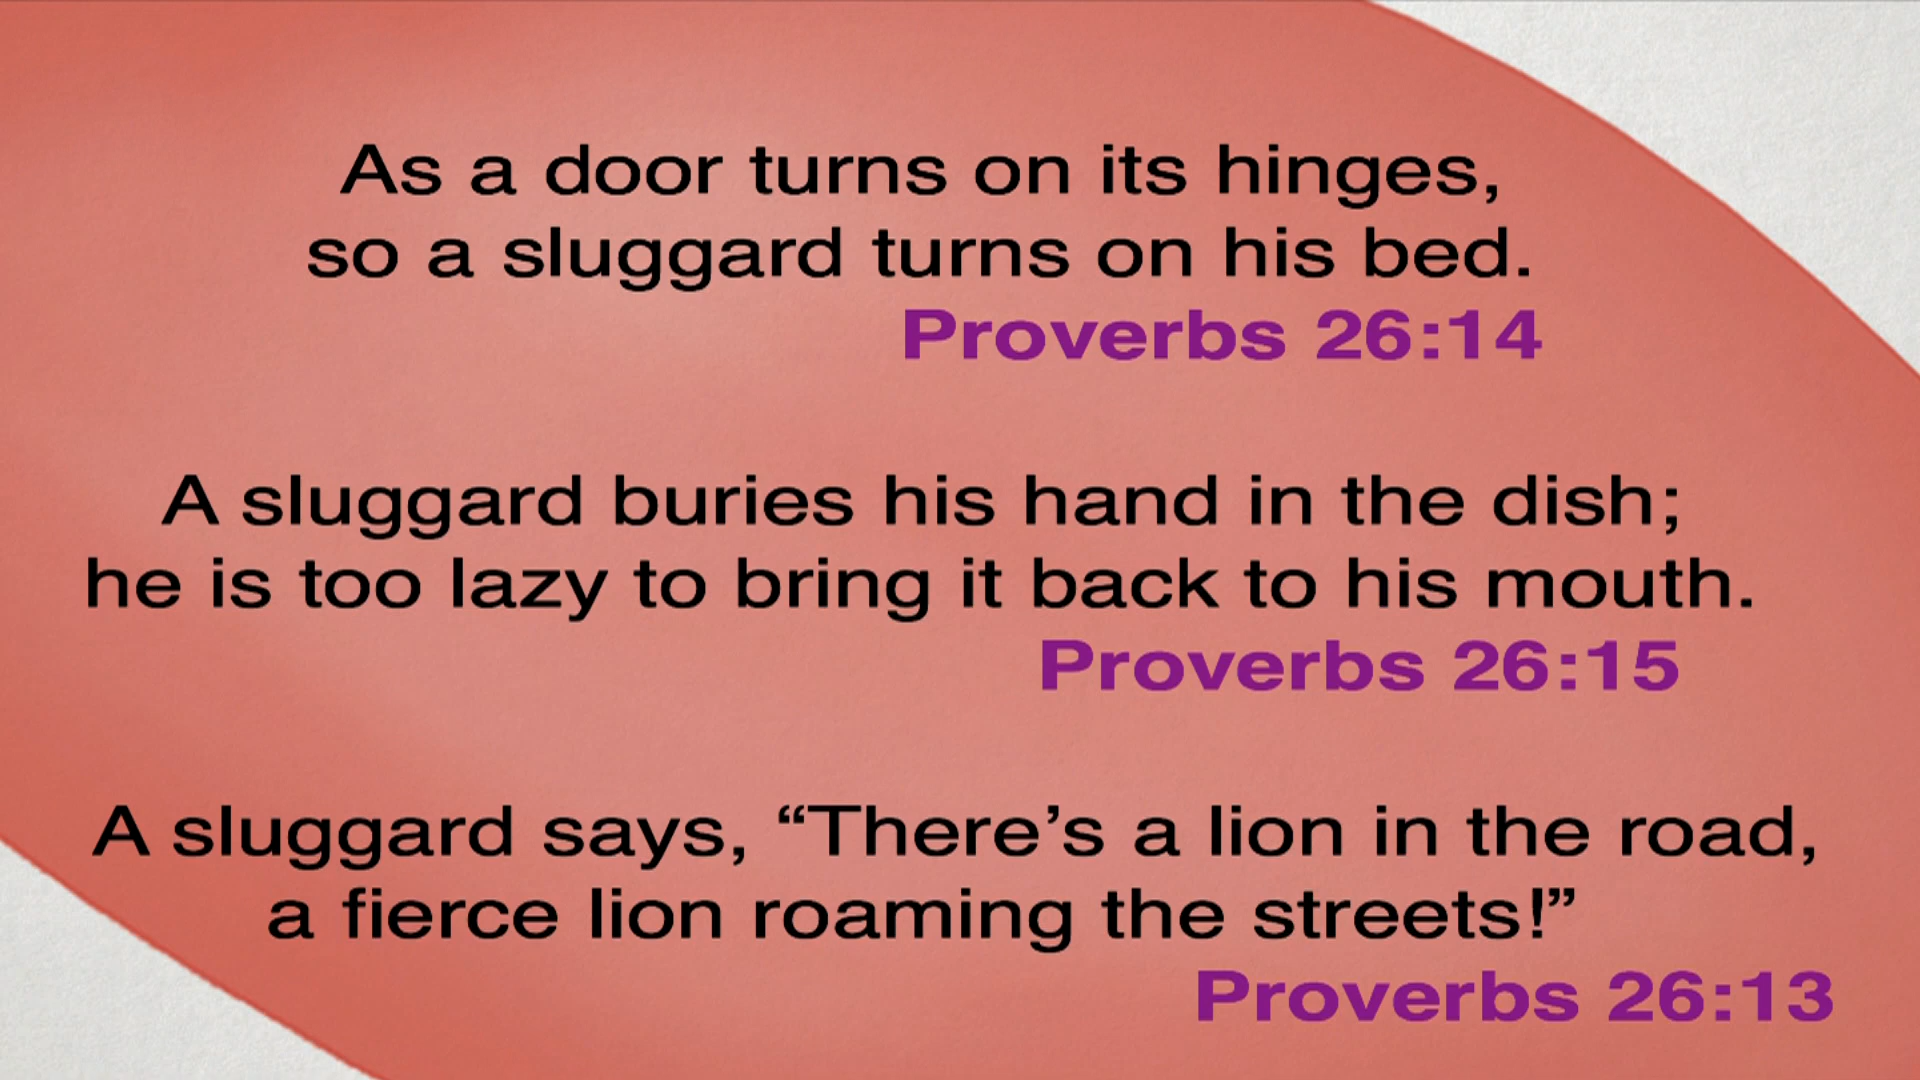 As a door turns on its hinges,
so a sluggard turns on his bed.
Proverbs 26:14
A sluggard buries his hand in the dish;
he is too lazy to bring it back to his mouth.
Proverbs 26:15
A sluggard says, “There’s a lion in the road,
a fierce lion roaming the streets!”
Proverbs 26:13